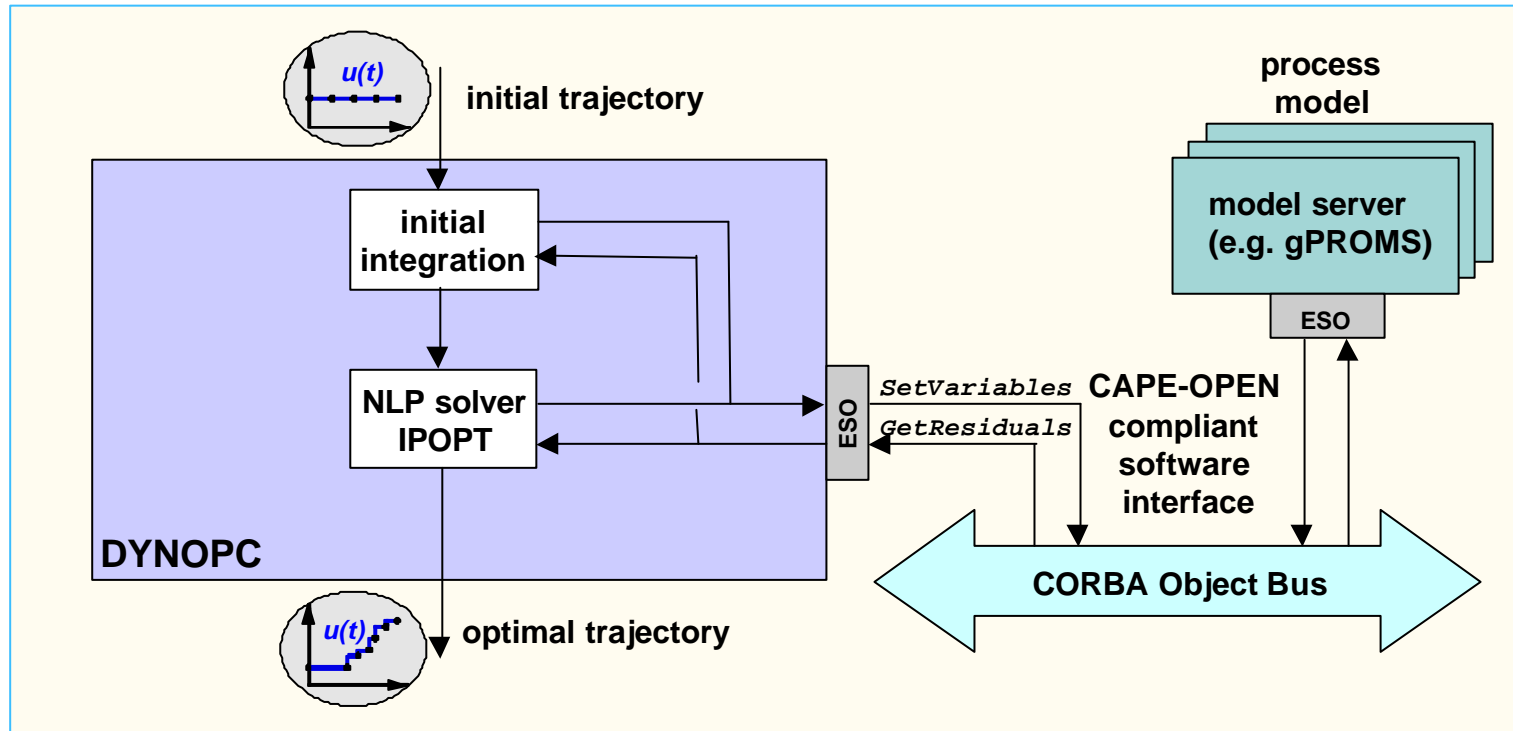 u(t)
initial trajectory
process
model
initial
integration
model server
(e.g. gPROMS)
ESO
NLP solver
IPOPT
ESO
SetVariables
GetResiduals
CAPE-OPEN
compliant
software
interface
DYNOPC
CORBA Object Bus
u(t)
optimal trajectory